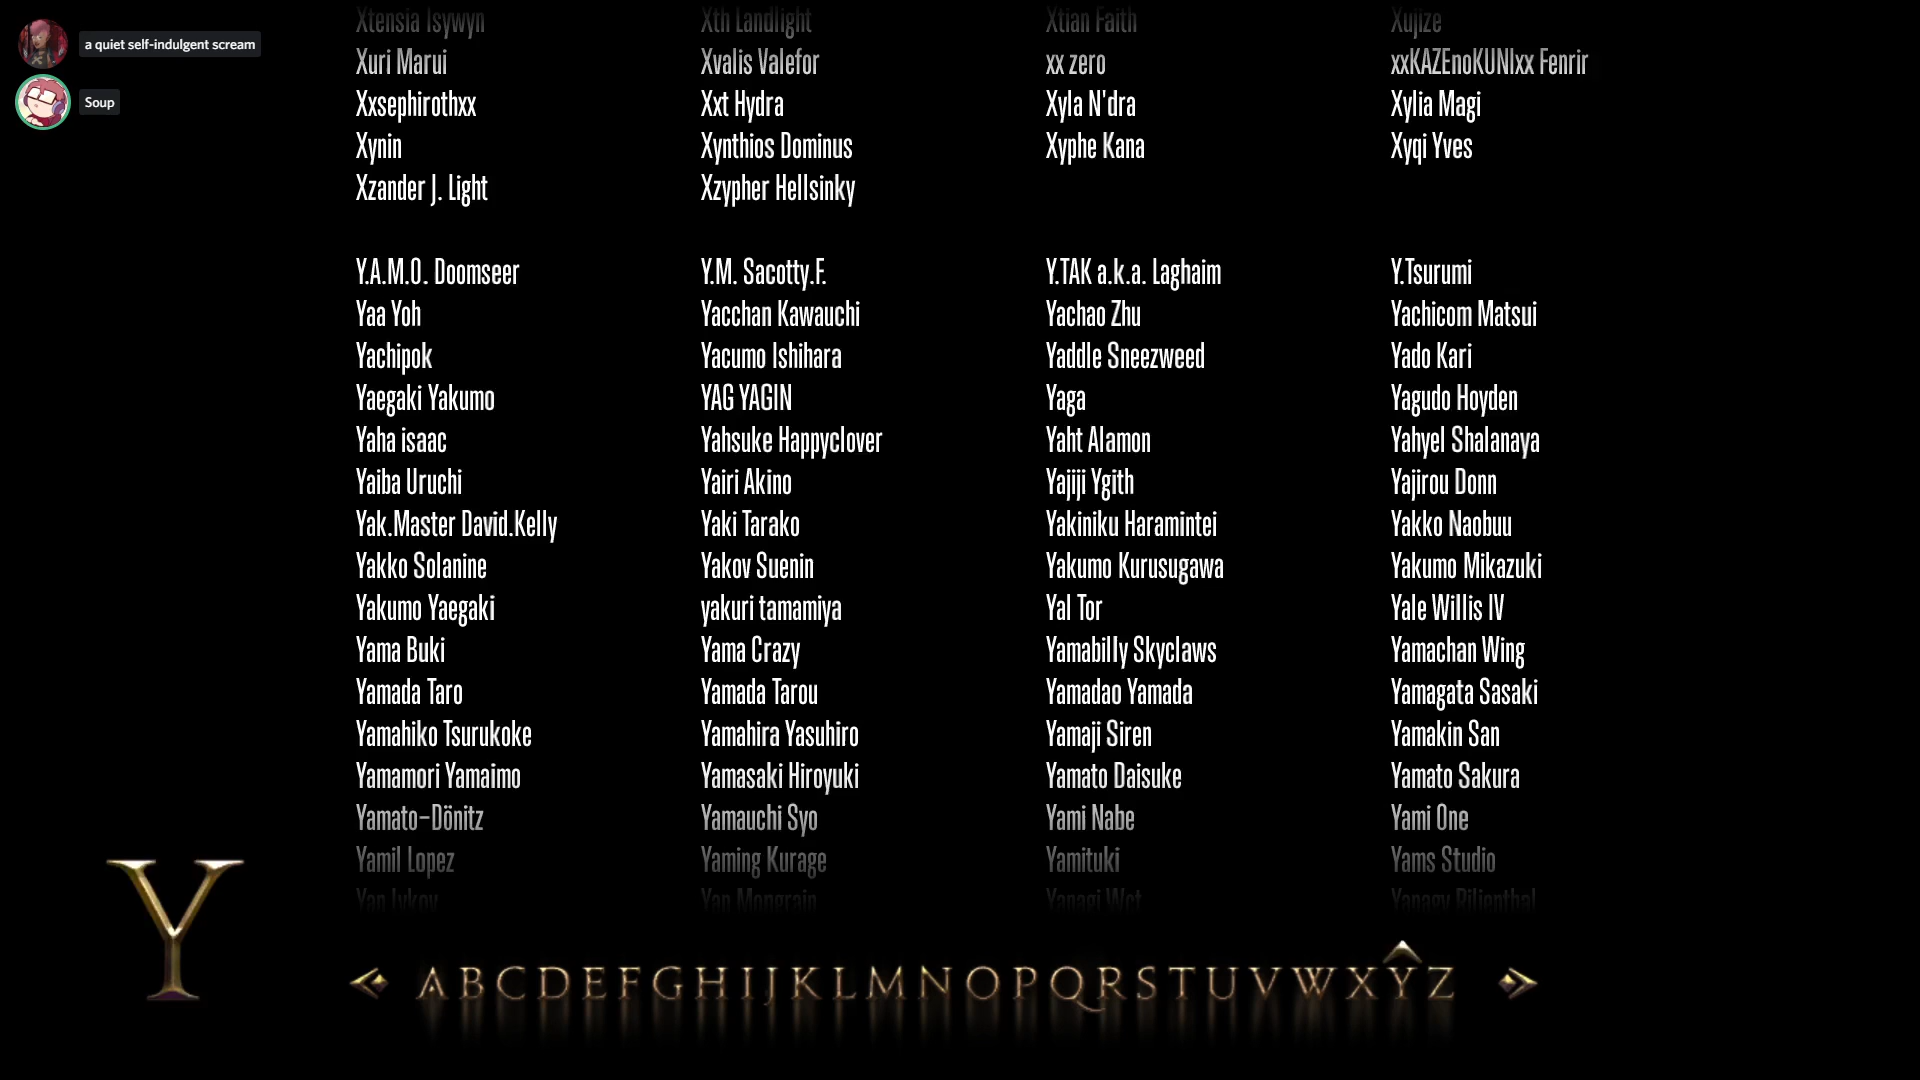 a quiet self-indulgent scream
Soup
Xtensia Isywyn Xth Landlight Xtian Faith Xujize
Xuri Marui Xvalis Valefor xx zero xxKAZEnoKUNIxx Fenrir
Xxsephirothxx Xxt Hydra Xyla N'dra Xylia Magi
Xynin Xynthios Dominus Xyphe Kana Xyqi Yves
Xzander J. Light Xzypher Hellsinky
Y.A.M.O. Doomseer Y.M. Sacotty.F. Y.TAK a.k.a. Laghaim Y.Tsurumi
Yaa Yoh Yacchan Kawauchi Yachao Zhu Yachicom Matsui
Yachipok Yacumo Ishihara Yaddle Sneezweed Yado Kari
Yaegaki Yakumo YAG YAGIN Yaga Yagudo Hoyden
Yaha isaac Yahsuke Happyclover Yaht Alamon Yahyel Shalanaya
Yaiba Uruchi Yairi Akino Yajiji Ygith Yajirou Donn
Yak.Master David.Kelly Yaki Tarako Yakiniku Haramintei Yakko Naobuu
Yakko Solanine Yakov Suenin Yakumo Kurusugawa Yakumo Mikazuki
Yakumo Yaegaki yakuri tamamiya Yal Tor Yale Willis IV
Yama Buki Yama Crazy Yamabilly Skyclaws Yamachan Wing
Yamada Taro Yamada Tarou Yamadao Yamada Yamagata Sasaki
Yamahiko Tsurukoke Yamahira Yasuhiro Yamaji Siren Yamakin San
Yamamori Yamaimo Yamasaki Hiroyuki Yamato Daisuke Yamato Sakura
Yamato-Dönitz Yamauchi Syo Yami Nabe Yami One
Yamil Lopez Yaming Kurage Yamituki Yams Studio
Yan Lykov Yan Mongrain Yanagi Wct Yanagy Rilienthal
Y
A B C D E F G H I J K L M N O P Q R S T U V W X Y Z